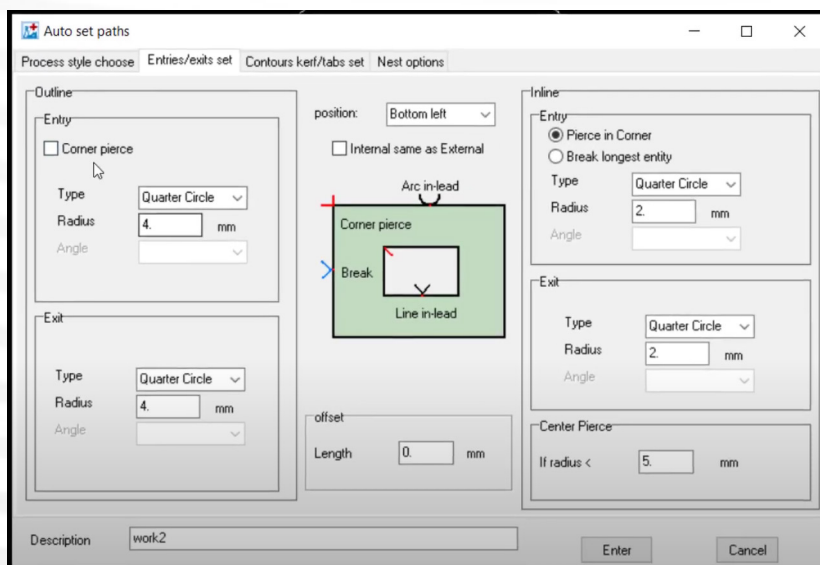 Auto set paths
Process style choose
Entries/exits set
Contours kerf/tabs set
Nest options
Outline
Entry
Corner pierce
Type
Quarter Circle
Radius
4.
mm
Angle
Exit
Type
Quarter Circle
Radius
4.
mm
Angle
position:
Bottom left
Internal same as External
Arc in-lead
Corner pierce
Break
Line in-lead
offset
Length
0.
mm
Inline
Entry
Pierce in Corner
Break longest entity
Type
Quarter Circle
Radius
2.
mm
Angle
Exit
Type
Quarter Circle
Radius
2.
mm
Angle
Center Pierce
If radius <
5.
mm
Description
work2
Enter
Cancel